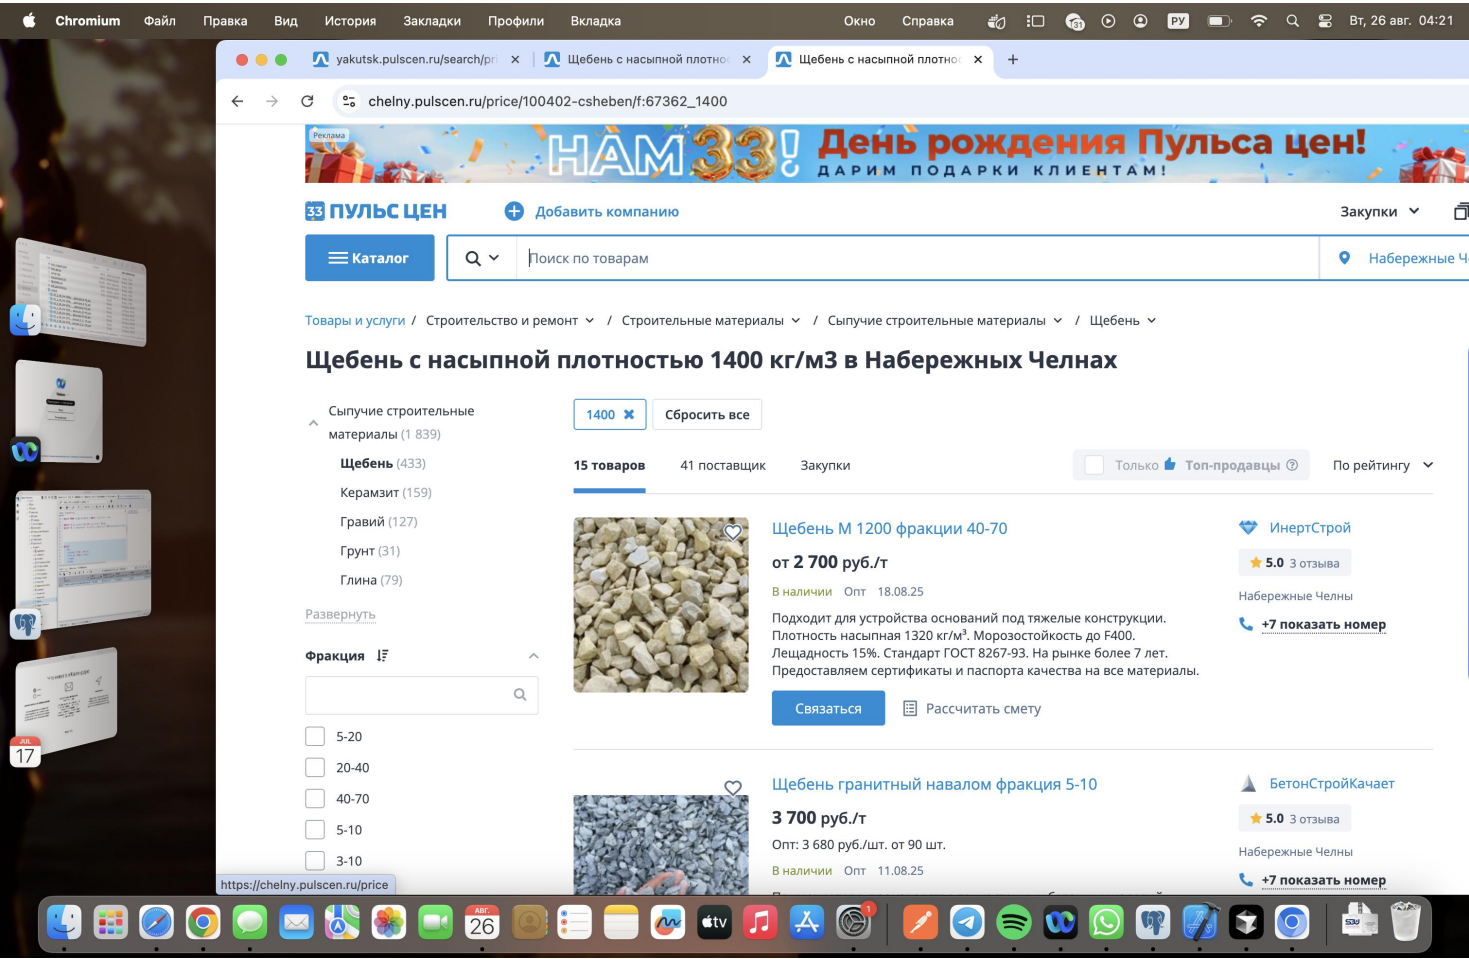 Chromium Файл Правка Вид История Закладки Профили Вкладка Окно Справка 31 РУ Вт, 26 авг. 04:21
yakutsk.pulscen.ru/search/pri Щебень с насыпной плотнос Щебень с насыпной плотнос
chelny.pulscen.ru/price/100402-csheben/f:67362_1400
Реклама
НАМ 33! День рождения Пульса цен!
ДАРИМ ПОДАРКИ КЛИЕНТАМ!
33 ПУЛЬС ЦЕН Добавить компанию Закупки
Каталог Поиск по товарам Набережные Ч
Товары и услуги / Строительство и ремонт / Строительные материалы / Сыпучие строительные материалы / Щебень
Щебень с насыпной плотностью 1400 кг/м3 в Набережных Челнах
Сыпучие строительные
материалы (1 839)
Щебень (433)
Керамзит (159)
Гравий (127)
Грунт (31)
Глина (79)
Развернуть
Фракция
5-20
20-40
40-70
5-10
3-10
1400 Сбросить все
15 товаров 41 поставщик Закупки Только Топ-продавцы По рейтингу
Щебень М 1200 фракции 40-70
от 2 700 руб./т
В наличии Опт 18.08.25
Подходит для устройства оснований под тяжелые конструкции.
Плотность насыпная 1320 кг/м³. Морозостойкость до F400.
Лещадность 15%. Стандарт ГОСТ 8267-93. На рынке более 7 лет.
Предоставляем сертификаты и паспорта качества на все материалы.
Связаться Рассчитать смету
ИнертСтрой
5.0 3 отзыва
Набережные Челны
+7 показать номер
Щебень гранитный навалом фракция 5-10
3 700 руб./т
Опт: 3 680 руб./шт. от 90 шт.
В наличии Опт 11.08.25
БетонСтройКачает
5.0 3 отзыва
Набережные Челны
+7 показать номер
https://chelny.pulscen.ru/price
JUL
17
АВГ.
26
tv
1